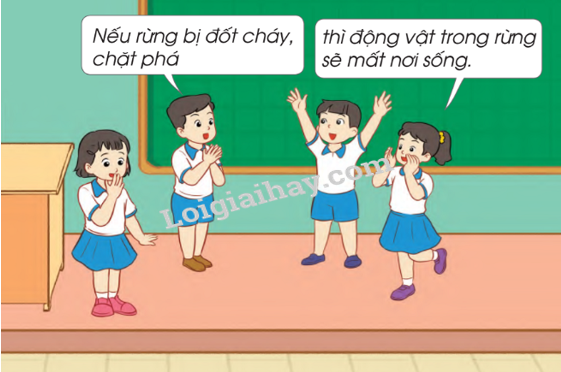 Nếu rừng bị đốt cháy,
chặt phá
thì động vật trong rừng
sẽ mất nơi sống.
Loigiaihay.com